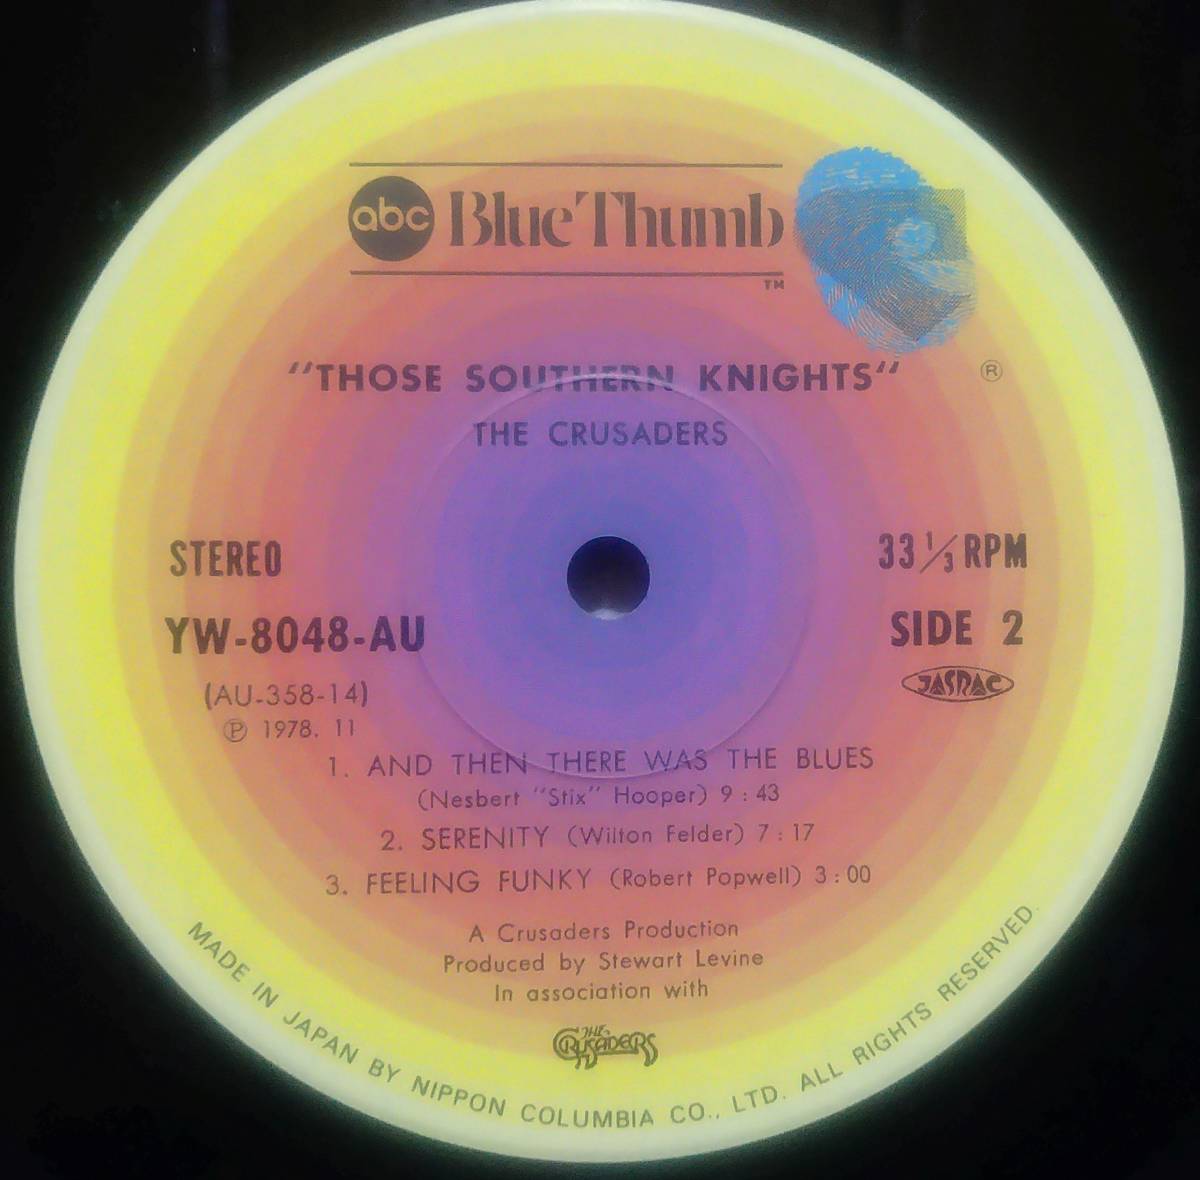 abc Blue Thumb
TM
"THOSE SOUTHERN KNIGHTS" ®
THE CRUSADERS
STEREO
33 1/3 RPM
YW-8048-AU
SIDE 2
(AU-358-14)
JASRAC
℗ 1978. 11
1. AND THEN THERE WAS THE BLUES
(Nesbert "Stix" Hooper) 9:43
2. SERENITY (Wilton Felder) 7:17
3. FEELING FUNKY (Robert Popwell) 3:00
A Crusaders Production
Produced by Stewart Levine
In association with
THE CRUSADERS
MADE IN JAPAN BY NIPPON COLUMBIA CO., LTD. ALL RIGHTS RESERVED.